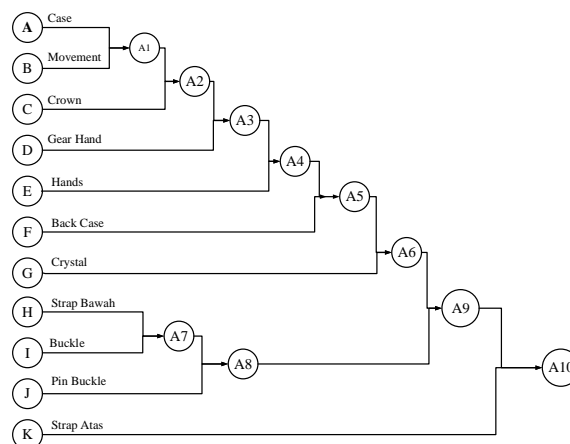 A Case
A1
B Movement
A2
C Crown
A3
D Gear Hand
A4
E Hands
A5
F Back Case
A6
G Crystal
H Strap Bawah
A9
A7
I Buckle
A8
A10
J Pin Buckle
K Strap Atas